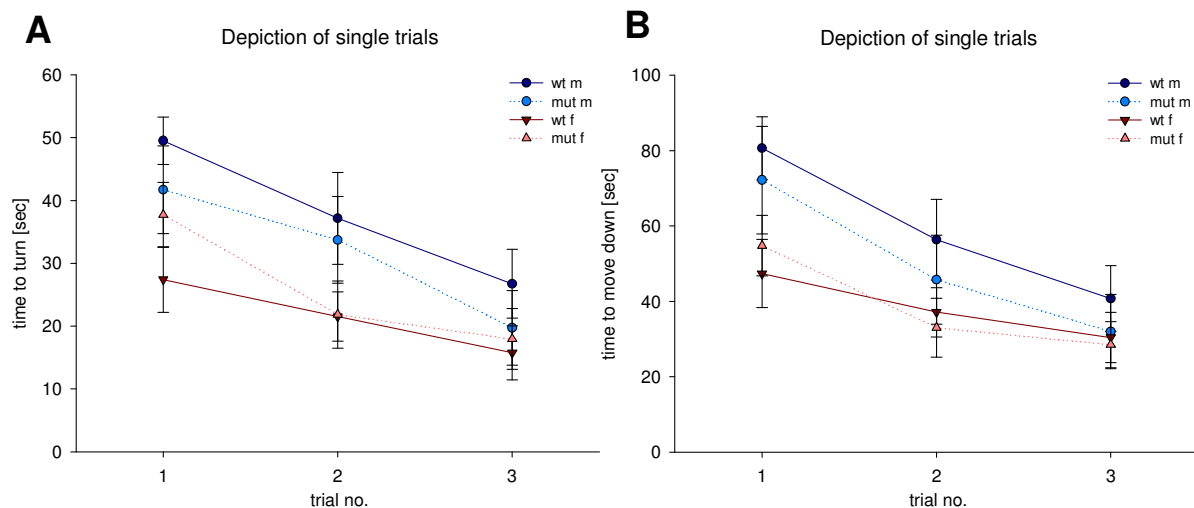 A
Depiction of single trials
60
50
40
30
20
10
0
time to turn [sec]
wt m
mut m
wt f
mut f
1
2
3
trial no.
B
Depiction of single trials
100
80
60
40
20
0
time to move down [sec]
wt m
mut m
wt f
mut f
1
2
3
trial no.